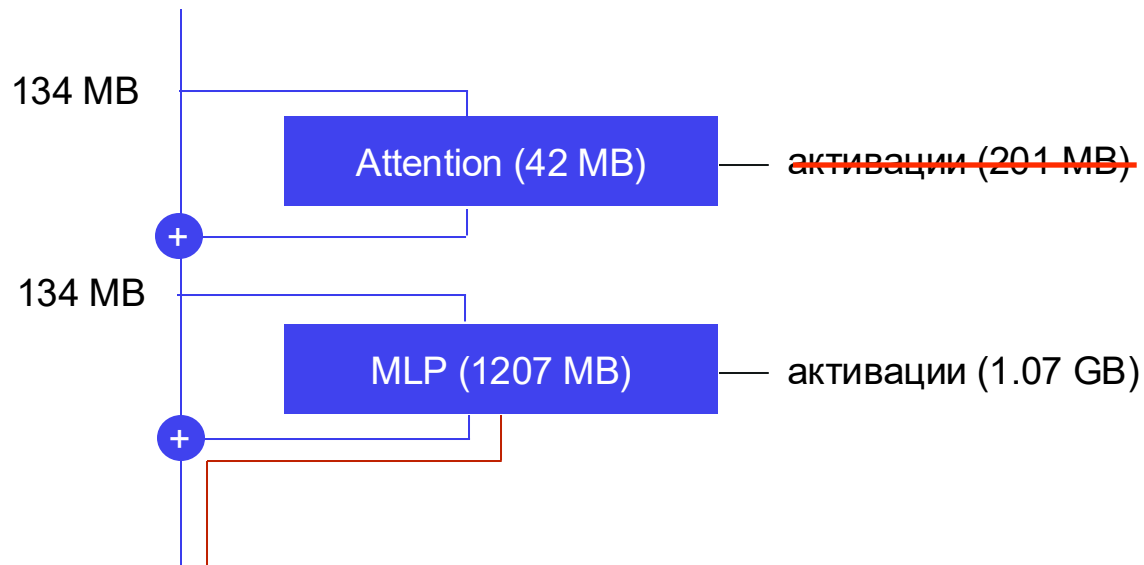 134 MB
Attention (42 MB)
активации (201 MB)
+
134 MB
MLP (1207 MB)
активации (1.07 GB)
+